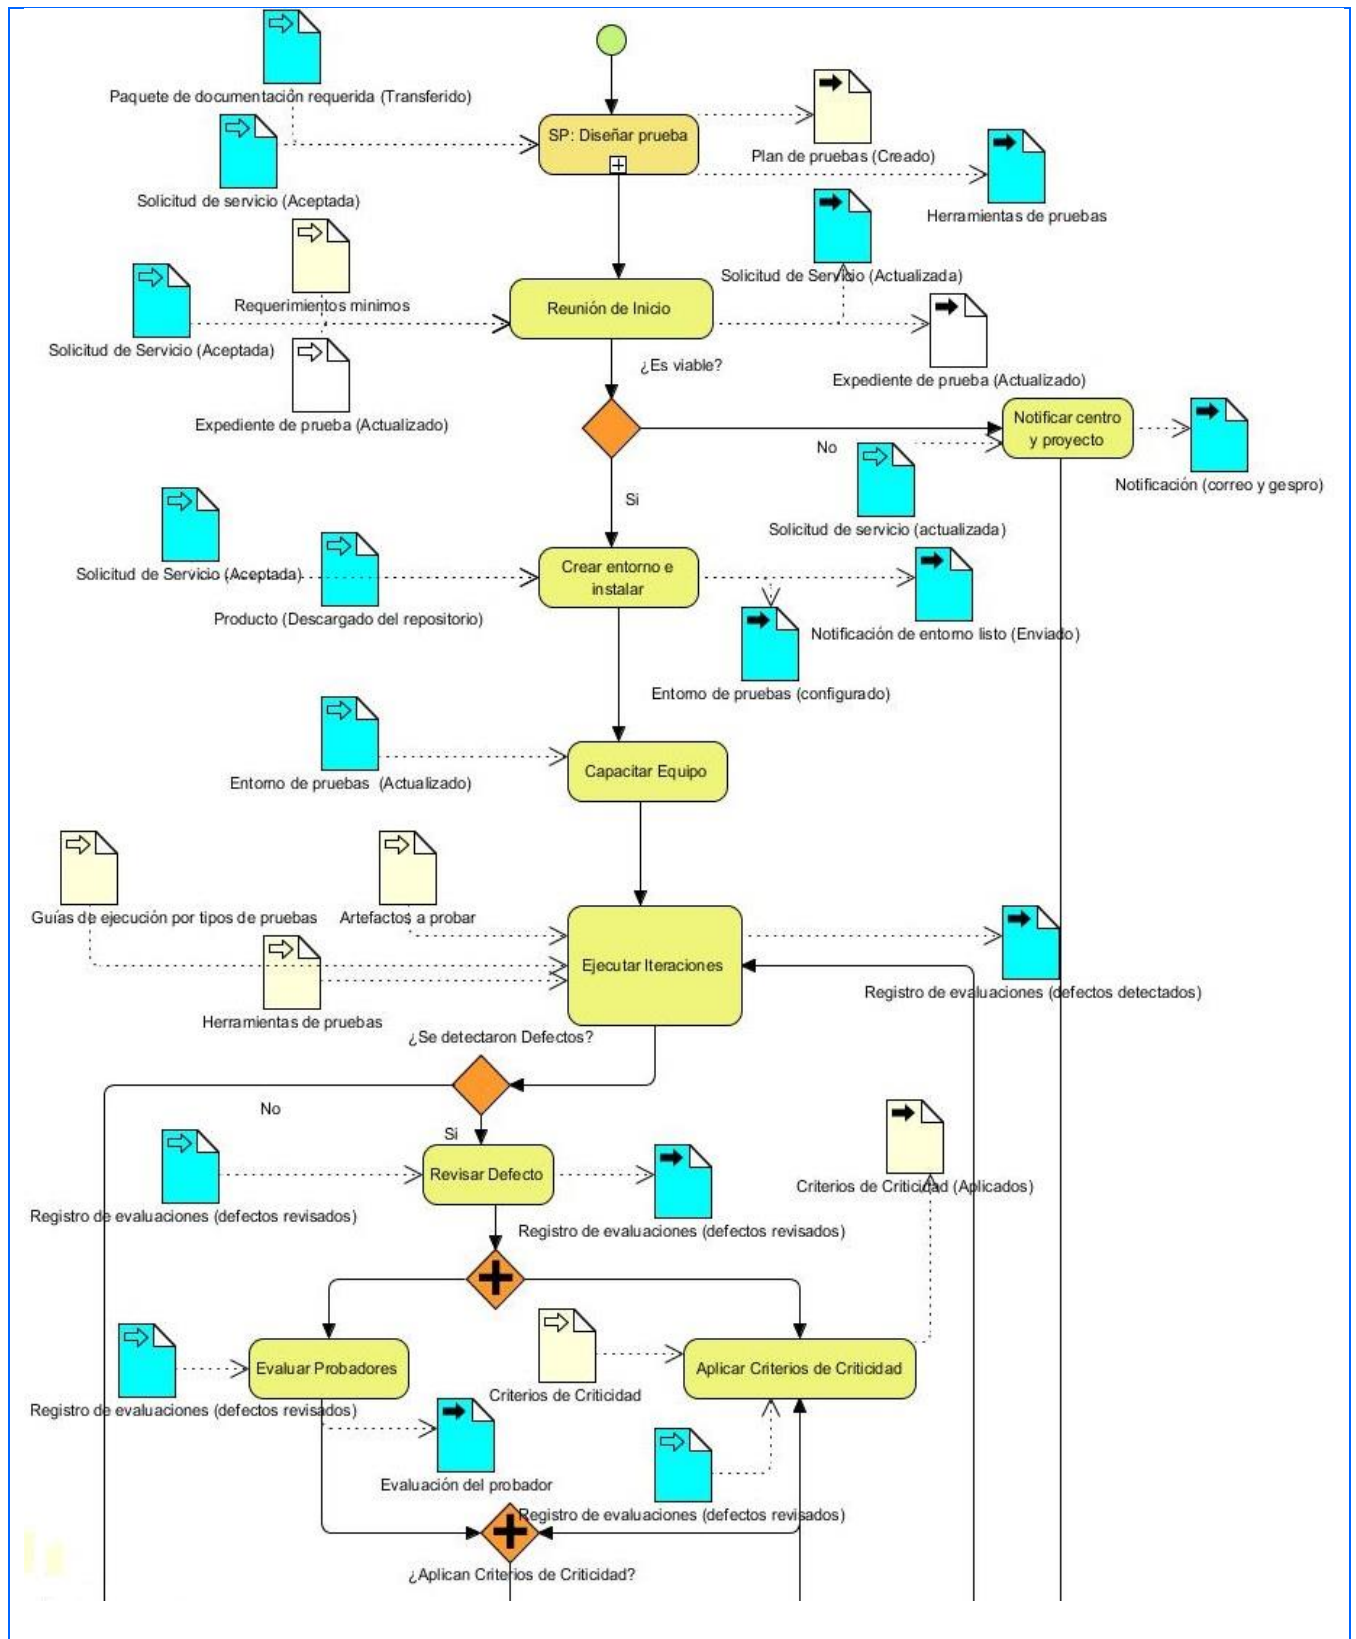 Paquete de documentación requerida (Transferido)
SP: Diseñar prueba
Plan de pruebas (Creado)
Solicitud de servicio (Aceptada)
Herramientas de pruebas
Requerimientos minimos
Solicitud de Servicio (Actualizada)
Reunión de Inicio
Solicitud de Servicio (Aceptada)
¿Es viable?
Expediente de prueba (Actualizado)
Expediente de prueba (Actualizado)
Notificar centro
y proyecto
No
Notificación (correo y gespro)
Si
Solicitud de servicio (actualizada)
Solicitud de Servicio (Aceptada)
Crear entorno e
instalar
Producto (Descargado del repositorio)
Notificación de entorno listo (Enviado)
Entorno de pruebas (configurado)
Entorno de pruebas (Actualizado)
Capacitar Equipo
Guías de ejecución por tipos de pruebas
Artefactos a probar
Ejecutar Iteraciones
Registro de evaluaciones (defectos detectados)
Herramientas de pruebas
¿Se detectaron Defectos?
No
Si
Revisar Defecto
Criterios de Criticidad (Aplicados)
Registro de evaluaciones (defectos revisados)
Registro de evaluaciones (defectos revisados)
Evaluar Probadores
Aplicar Criterios de Criticidad
Criterios de Criticidad
Registro de evaluaciones (defectos revisados)
Evaluación del probador
Registro de evaluaciones (defectos revisados)
¿Aplican Criterios de Criticidad?